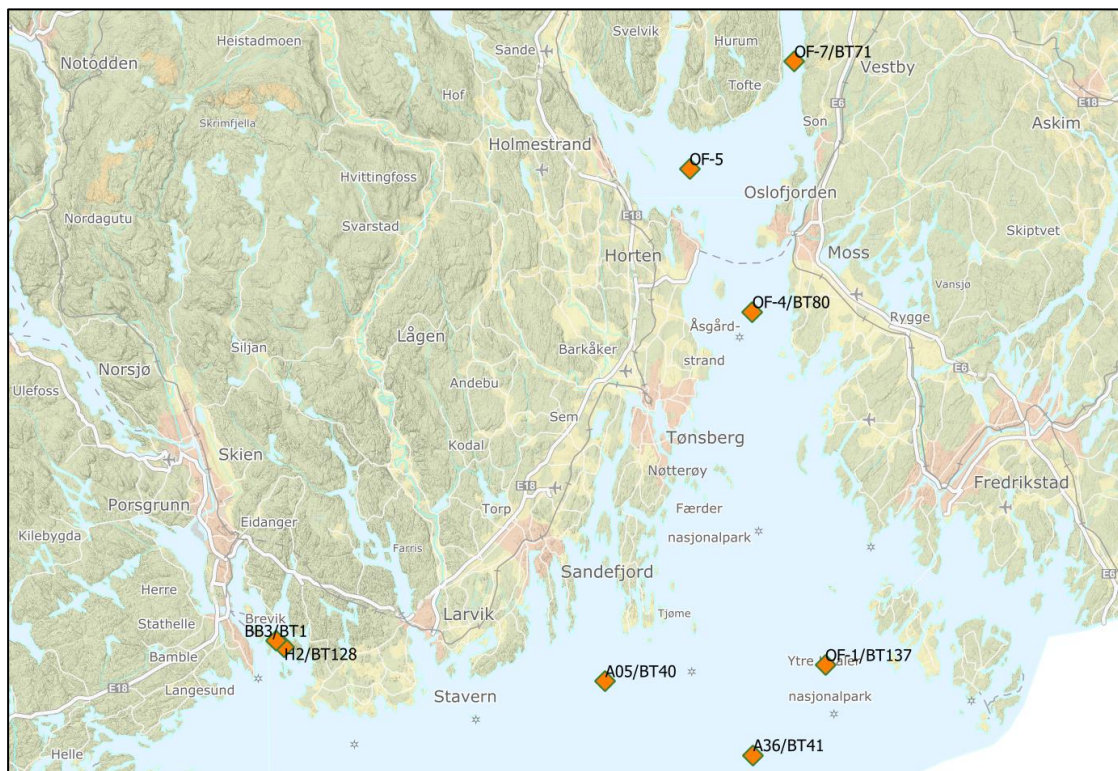 Svelvik
Hurum
OF-7/BT71
Heistadmoen
Sande
Notodden
Vestby
E6
Tofte
Hof
E18
Skrimfjella
Son
Askim
Holmestrand
OF-5
Hvittingfoss
Oslofjorden
Nordagutu
Svarstad
E18
Skiptvet
Horten
Moss
Vansjø
OF-4/BT80
Rygge
Åsgård-
strand
Lågen
Siljan
Barkåker
Norsjø
E6
Ulefoss
Andebu
Sem
Kodal
Tønsberg
Skien
Nøtterøy
E18
Fredrikstad
Porsgrunn
Torp
Færder
nasjonalpark
Eidanger
Kilebygda
Farris
Sandefjord
E6
Herre
Larvik
Tjøme
Stathelle
Brevik
BB3/BT1
H2/BT128
Bamble
OF-1/BT137
A05/BT40
Ytre
E18
Langesund
Stavern
nasjonalpark
A36/BT41
Helle